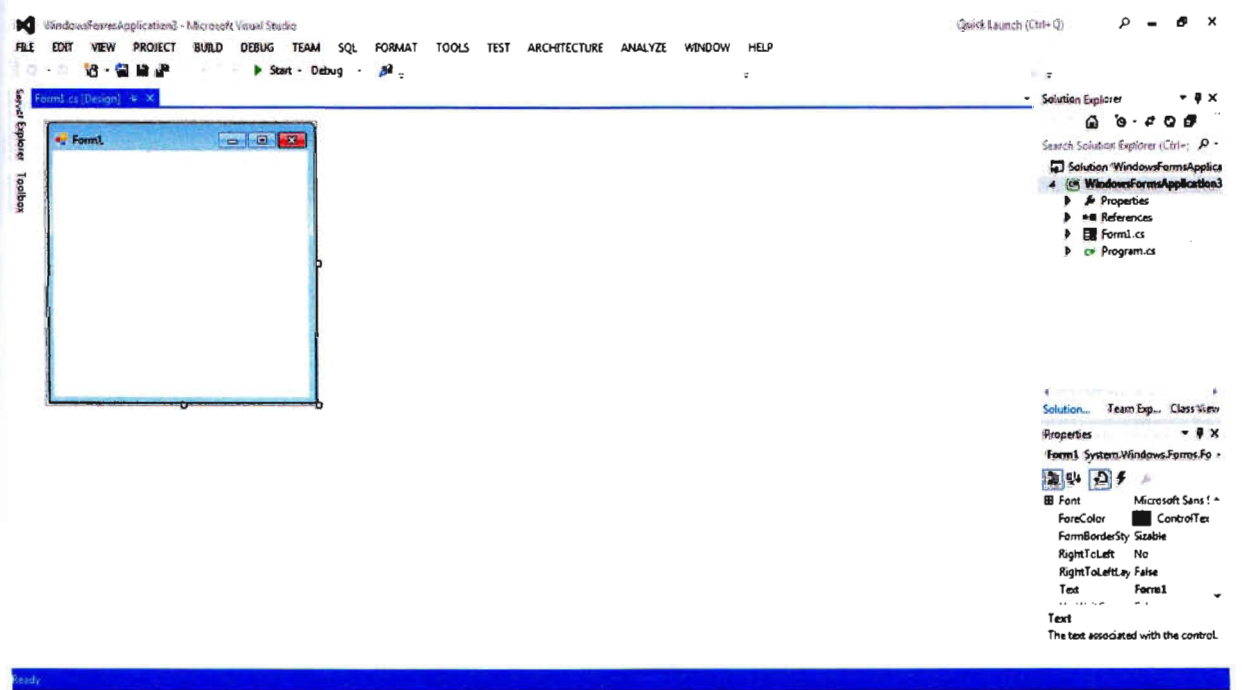 WindowsFormsApplication3 - Microsoft Visual Studio
Quick Launch (Ctrl+Q)
FILE EDIT VIEW PROJECT BUILD DEBUG TEAM SQL FORMAT TOOLS TEST ARCHITECTURE ANALYZE WINDOW HELP
Start - Debug
Server Explorer
Toolbox
Form1.cs [Design]
Form1
Solution Explorer
Search Solution Explorer (Ctrl+;
Solution 'WindowsFormsApplica
WindowsFormsApplication3
Properties
References
Form1.cs
Program.cs
Solution... Team Exp... Class View
Properties
Form1 System.Windows.Forms.Fo
Font Microsoft Sans S
ForeColor ControlTex
FormBorderSty Sizable
RightToLeft No
RightToLeftLay False
Text Form1
Text
The text associated with the control.
Ready